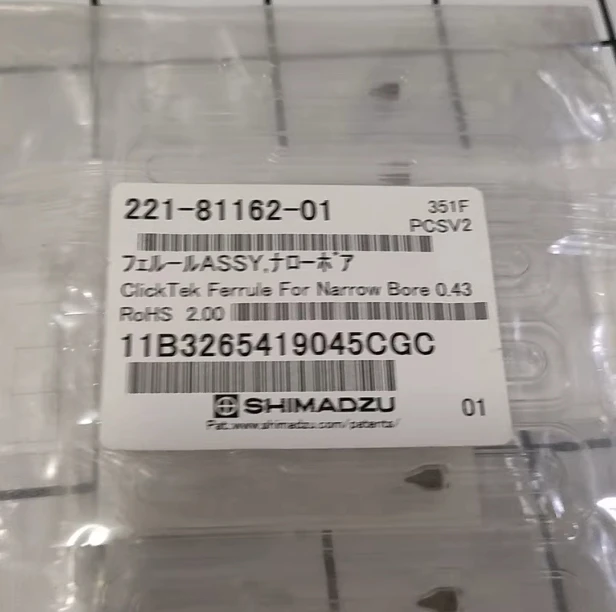 221-81162-01
351F
PCSV2
フェルールASSY,ナローボア
ClickTek Ferrule For Narrow Bore 0.43
RoHS 2.00
11B3265419045CGC
SHIMADZU
01
Pat.www.shimadzu.com/patents/